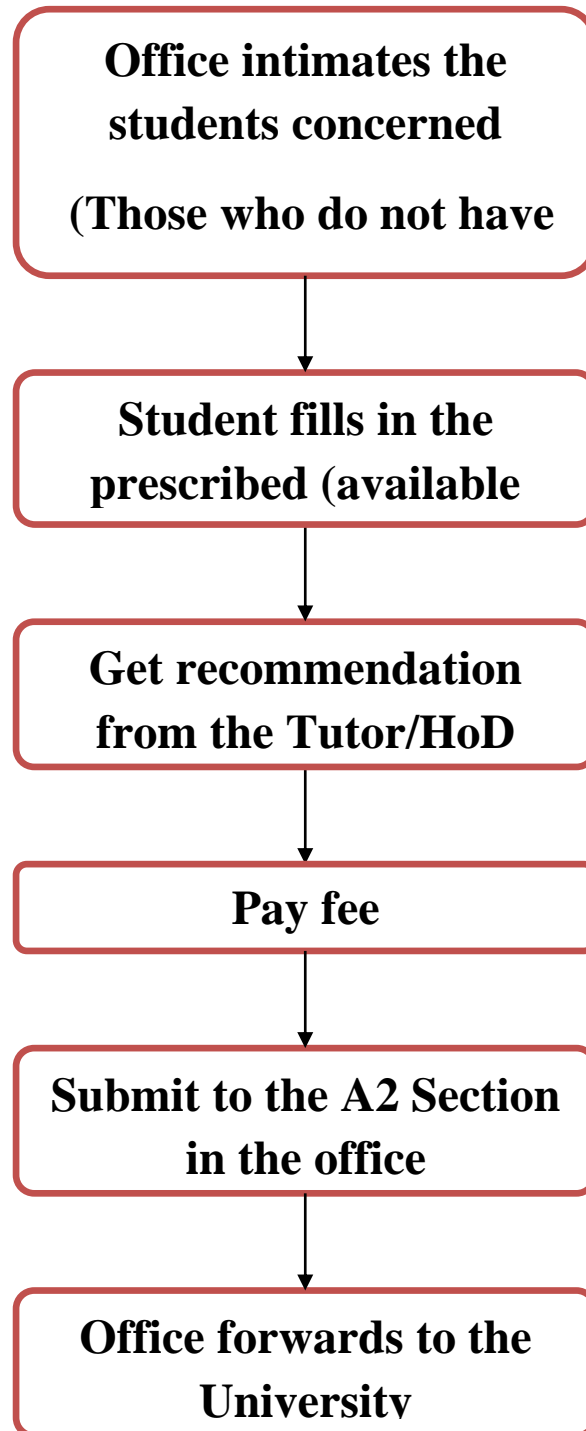 Office intimates the
students concerned
(Those who do not have
Student fills in the
prescribed (available
Get recommendation
from the Tutor/HoD
Pay fee
Submit to the A2 Section
in the office
Office forwards to the
University